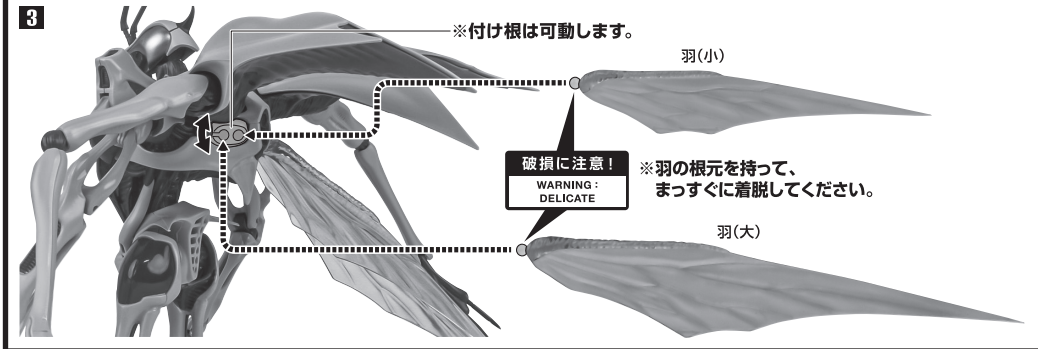 3
※付け根は可動します。
羽(小)
破損に注意!
WARNING :
DELICATE
※羽の根元を持って、
まっすぐに着脱してください。
羽(大)